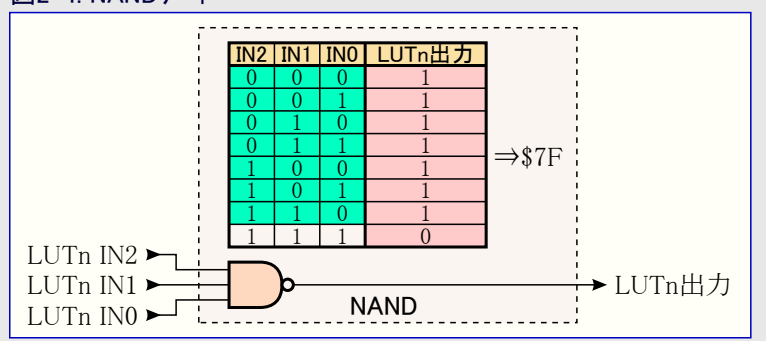 IN2 IN1 IN0 LUTn出力
0 0 0 1
0 0 1 1
0 1 0 1
0 1 1 1
1 0 0 1
1 0 1 1
1 1 0 1
1 1 1 0
⇒$7F
LUTn IN2
LUTn IN1
LUTn IN0
NAND
LUTn出力